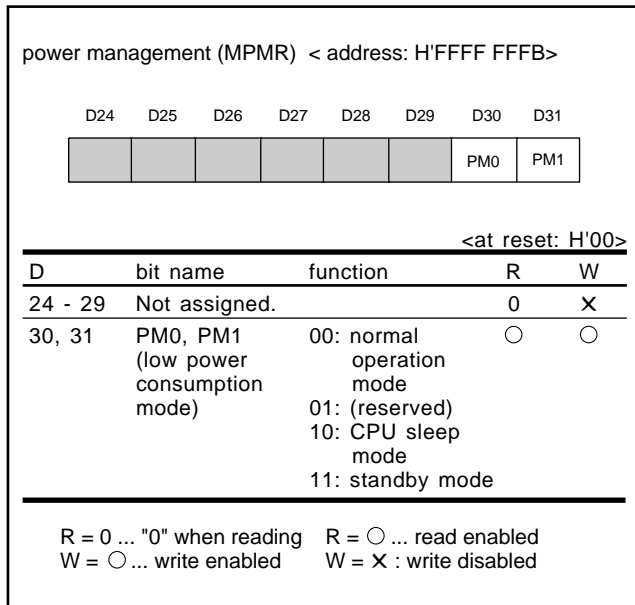 power management (MPMR) < address: H'FFFF FFFB>
D24 D25 D26 D27 D28 D29 D30 D31
PM0 PM1
<at reset: H'00>
D bit name function R W
24 - 29 Not assigned. 0 ×
30, 31 PM0, PM1 00: normal ○ ○
(low power operation
consumption mode
mode) 01: (reserved)
10: CPU sleep
mode
11: standby mode
R = 0 ... "0" when reading R = ○ ... read enabled
W = ○ ... write enabled W = × : write disabled